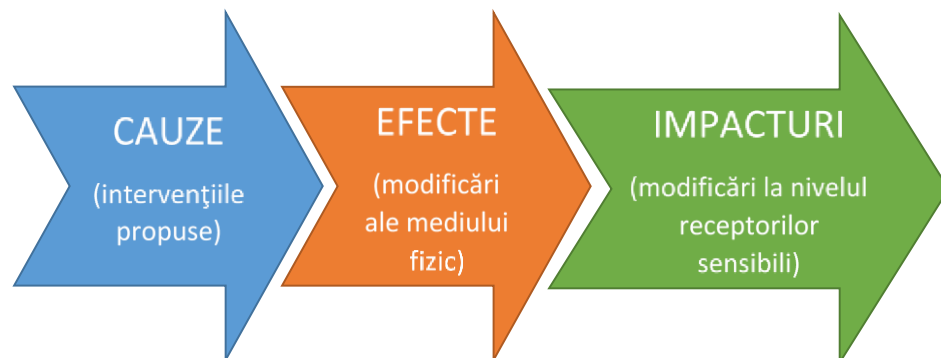 CAUZE
(intervenţiile
propuse)
EFECTE
(modificări
ale mediului
fizic)
IMPACTURI
(modificări la nivelul
receptorilor
sensibili)